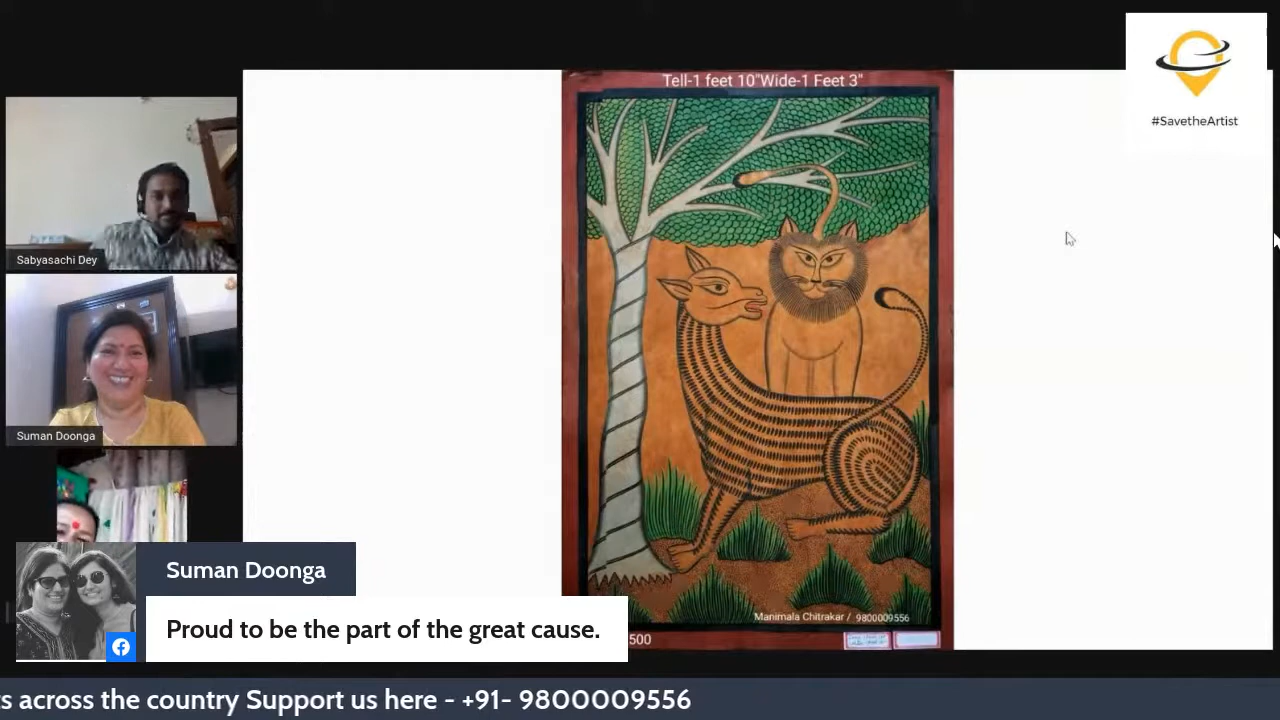 Tell-1 feet 10"Wide-1 Feet 3"
#SavetheArtist
Sabyasachi Dey
Suman Doonga
Manimala Chitrakar / 9800009556
500
Suman Doonga
Proud to be the part of the great cause.
ts across the country Support us here - +91- 9800009556